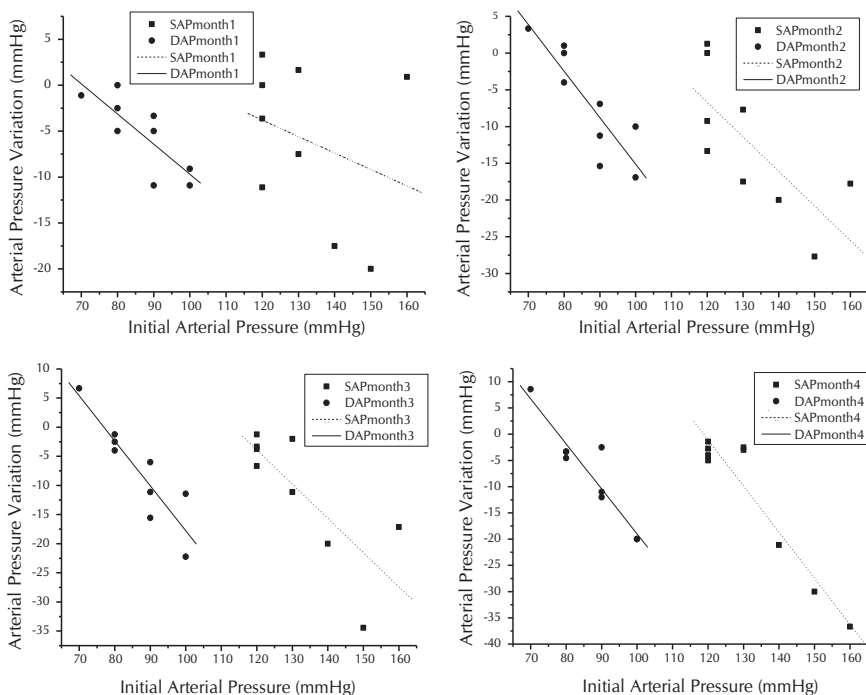 Arterial Pressure Variation (mmHg)
5
0
-5
-10
-15
-20
SAPmonth1
DAPmonth1
SAPmonth1
DAPmonth1
70 80 90 100 110 120 130 140 150 160
Initial Arterial Pressure (mmHg)
Arterial Pressure Variation (mmHg)
5
0
-5
-10
-15
-20
-25
-30
SAPmonth2
DAPmonth2
SAPmonth2
DAPmonth2
70 80 90 100 110 120 130 140 150 160
Initial Arterial Pressure (mmHg)
Arterial Pressure Variation (mmHg)
10
5
0
-5
-10
-15
-20
-25
-30
-35
SAPmonth3
DAPmonth3
SAPmonth3
DAPmonth3
70 80 90 100 110 120 130 140 150 160
Initial Arterial Pressure (mmHg)
Arterial Pressure Variation (mmHg)
10
5
0
-5
-10
-15
-20
-25
-30
-35
-40
SAPmonth4
DAPmonth4
SAPmonth4
DAPmonth4
70 80 90 100 110 120 130 140 150 160
Initial Arterial Pressure (mmHg)